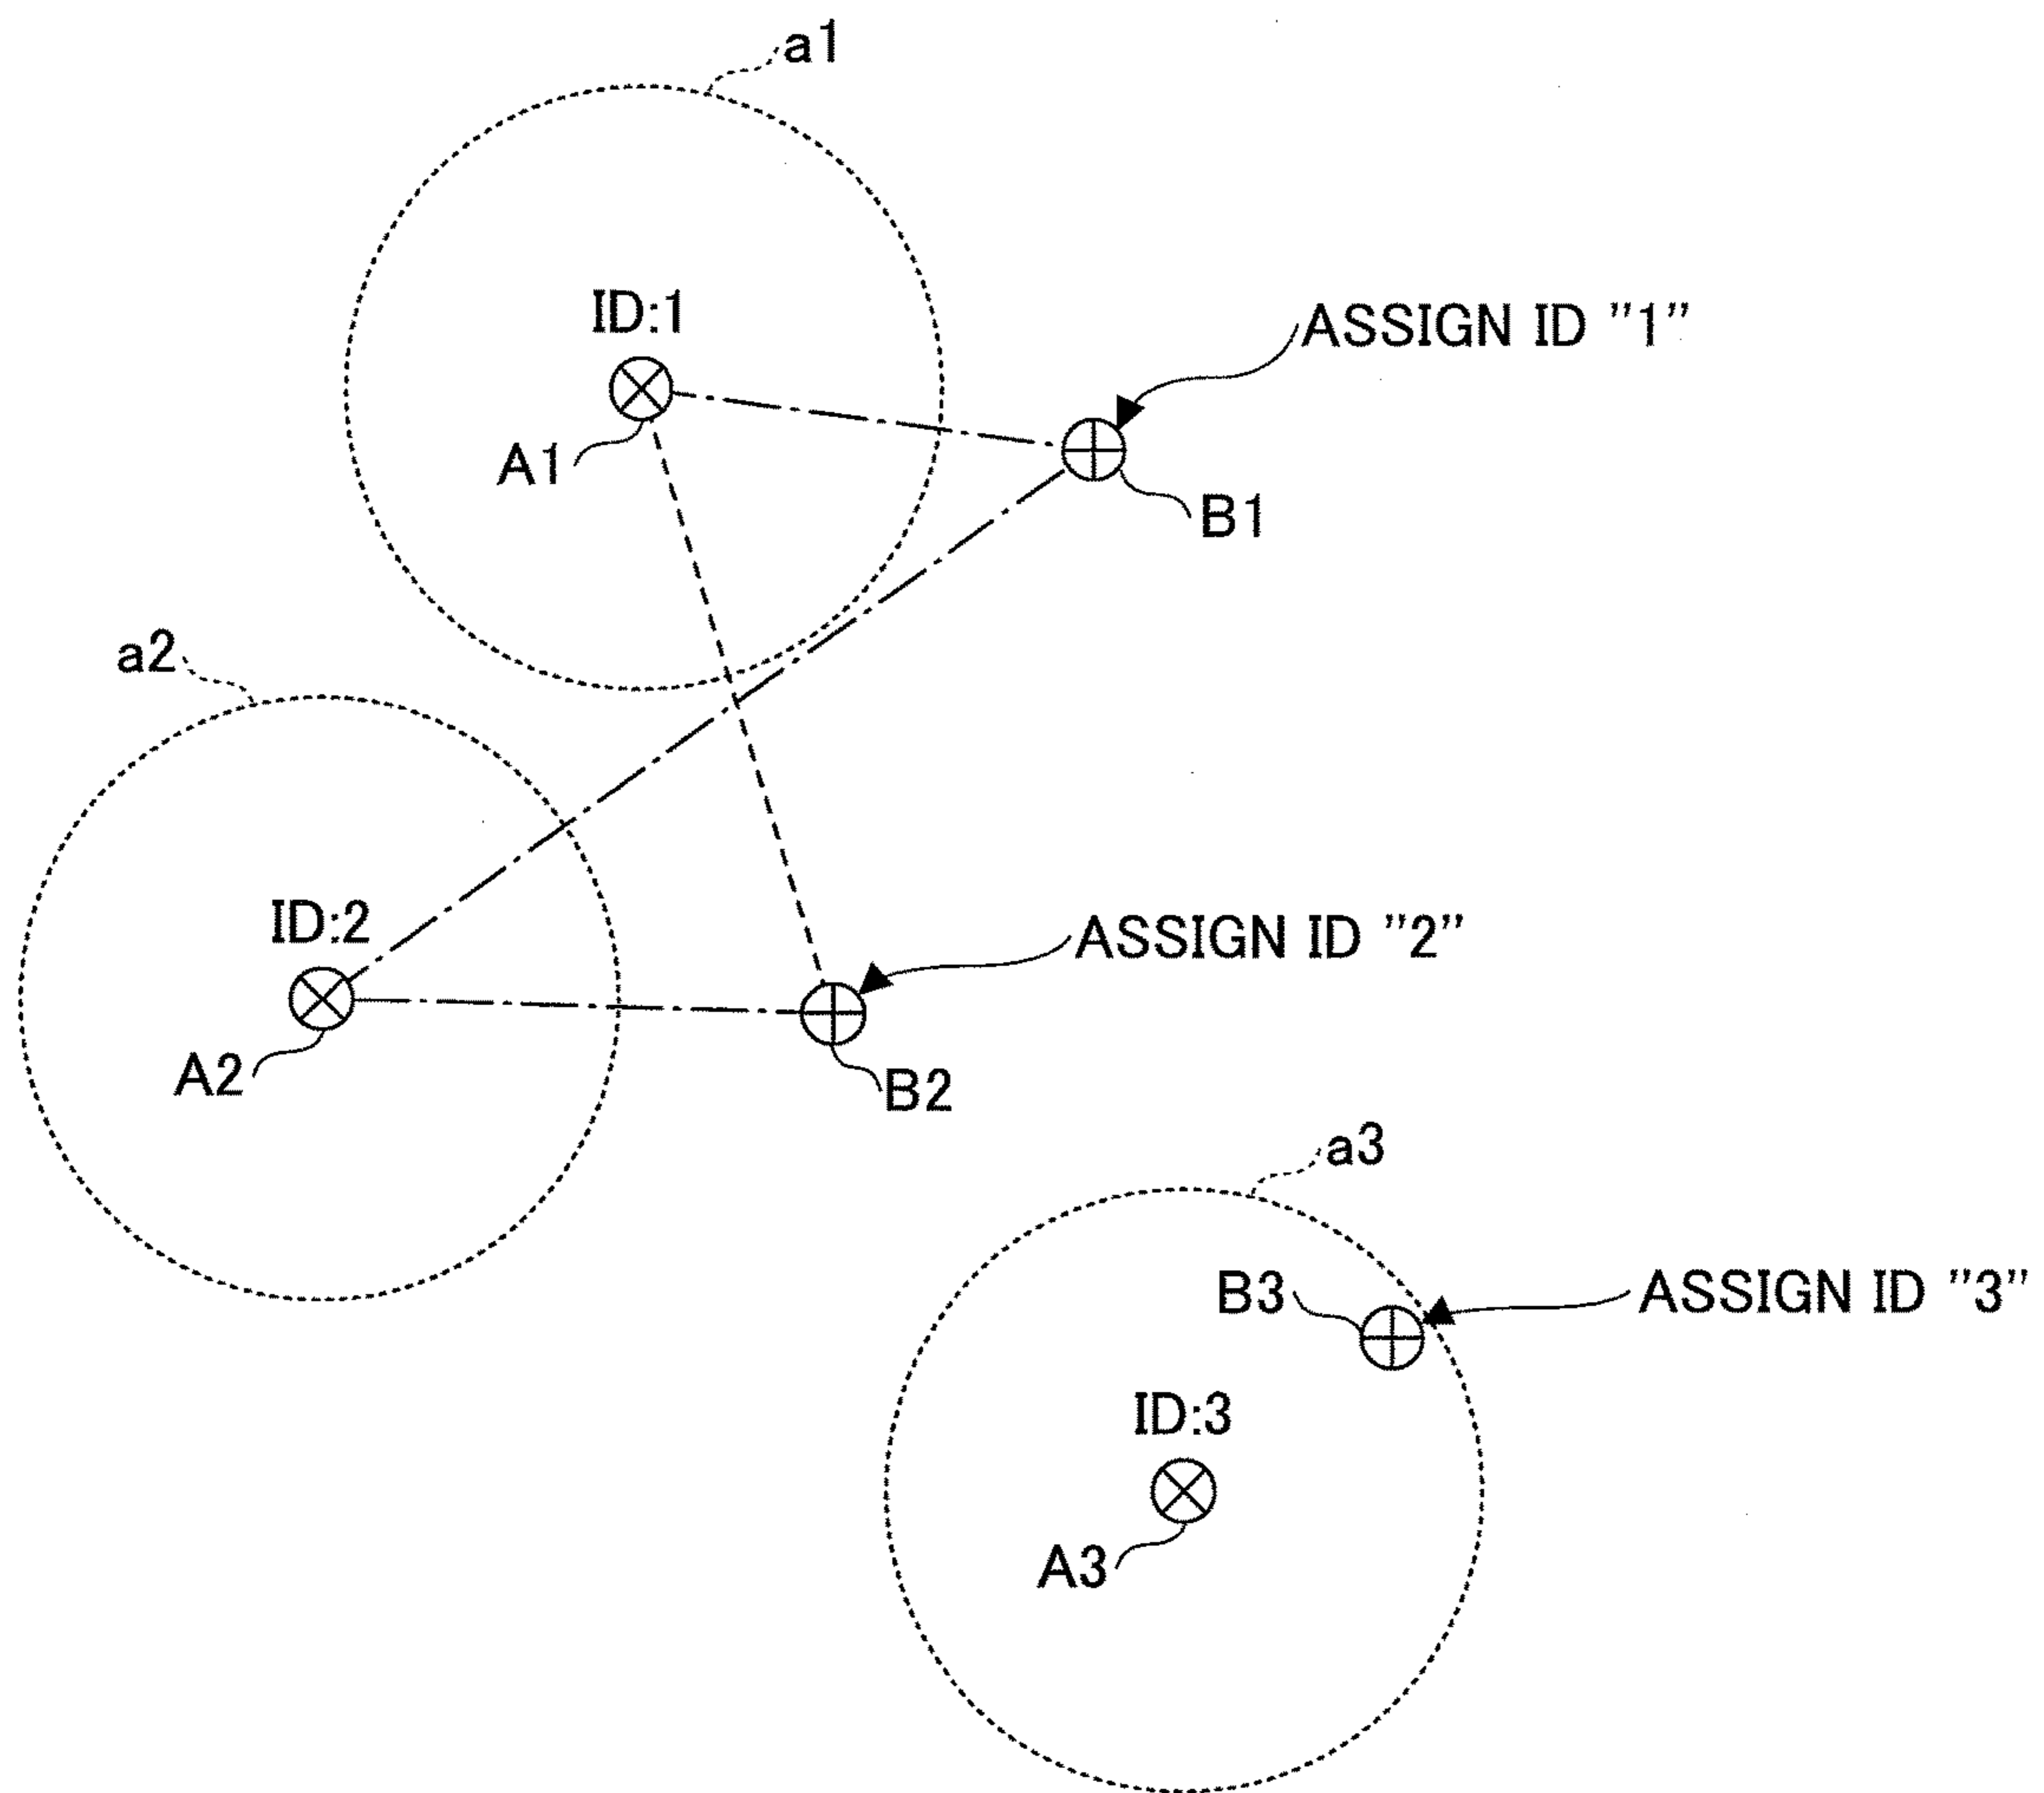 a1
ID:1
ASSIGN ID "1"
A1
B1
a2
ID:2
ASSIGN ID "2"
A2
B2
a3
B3
ASSIGN ID "3"
ID:3
A3